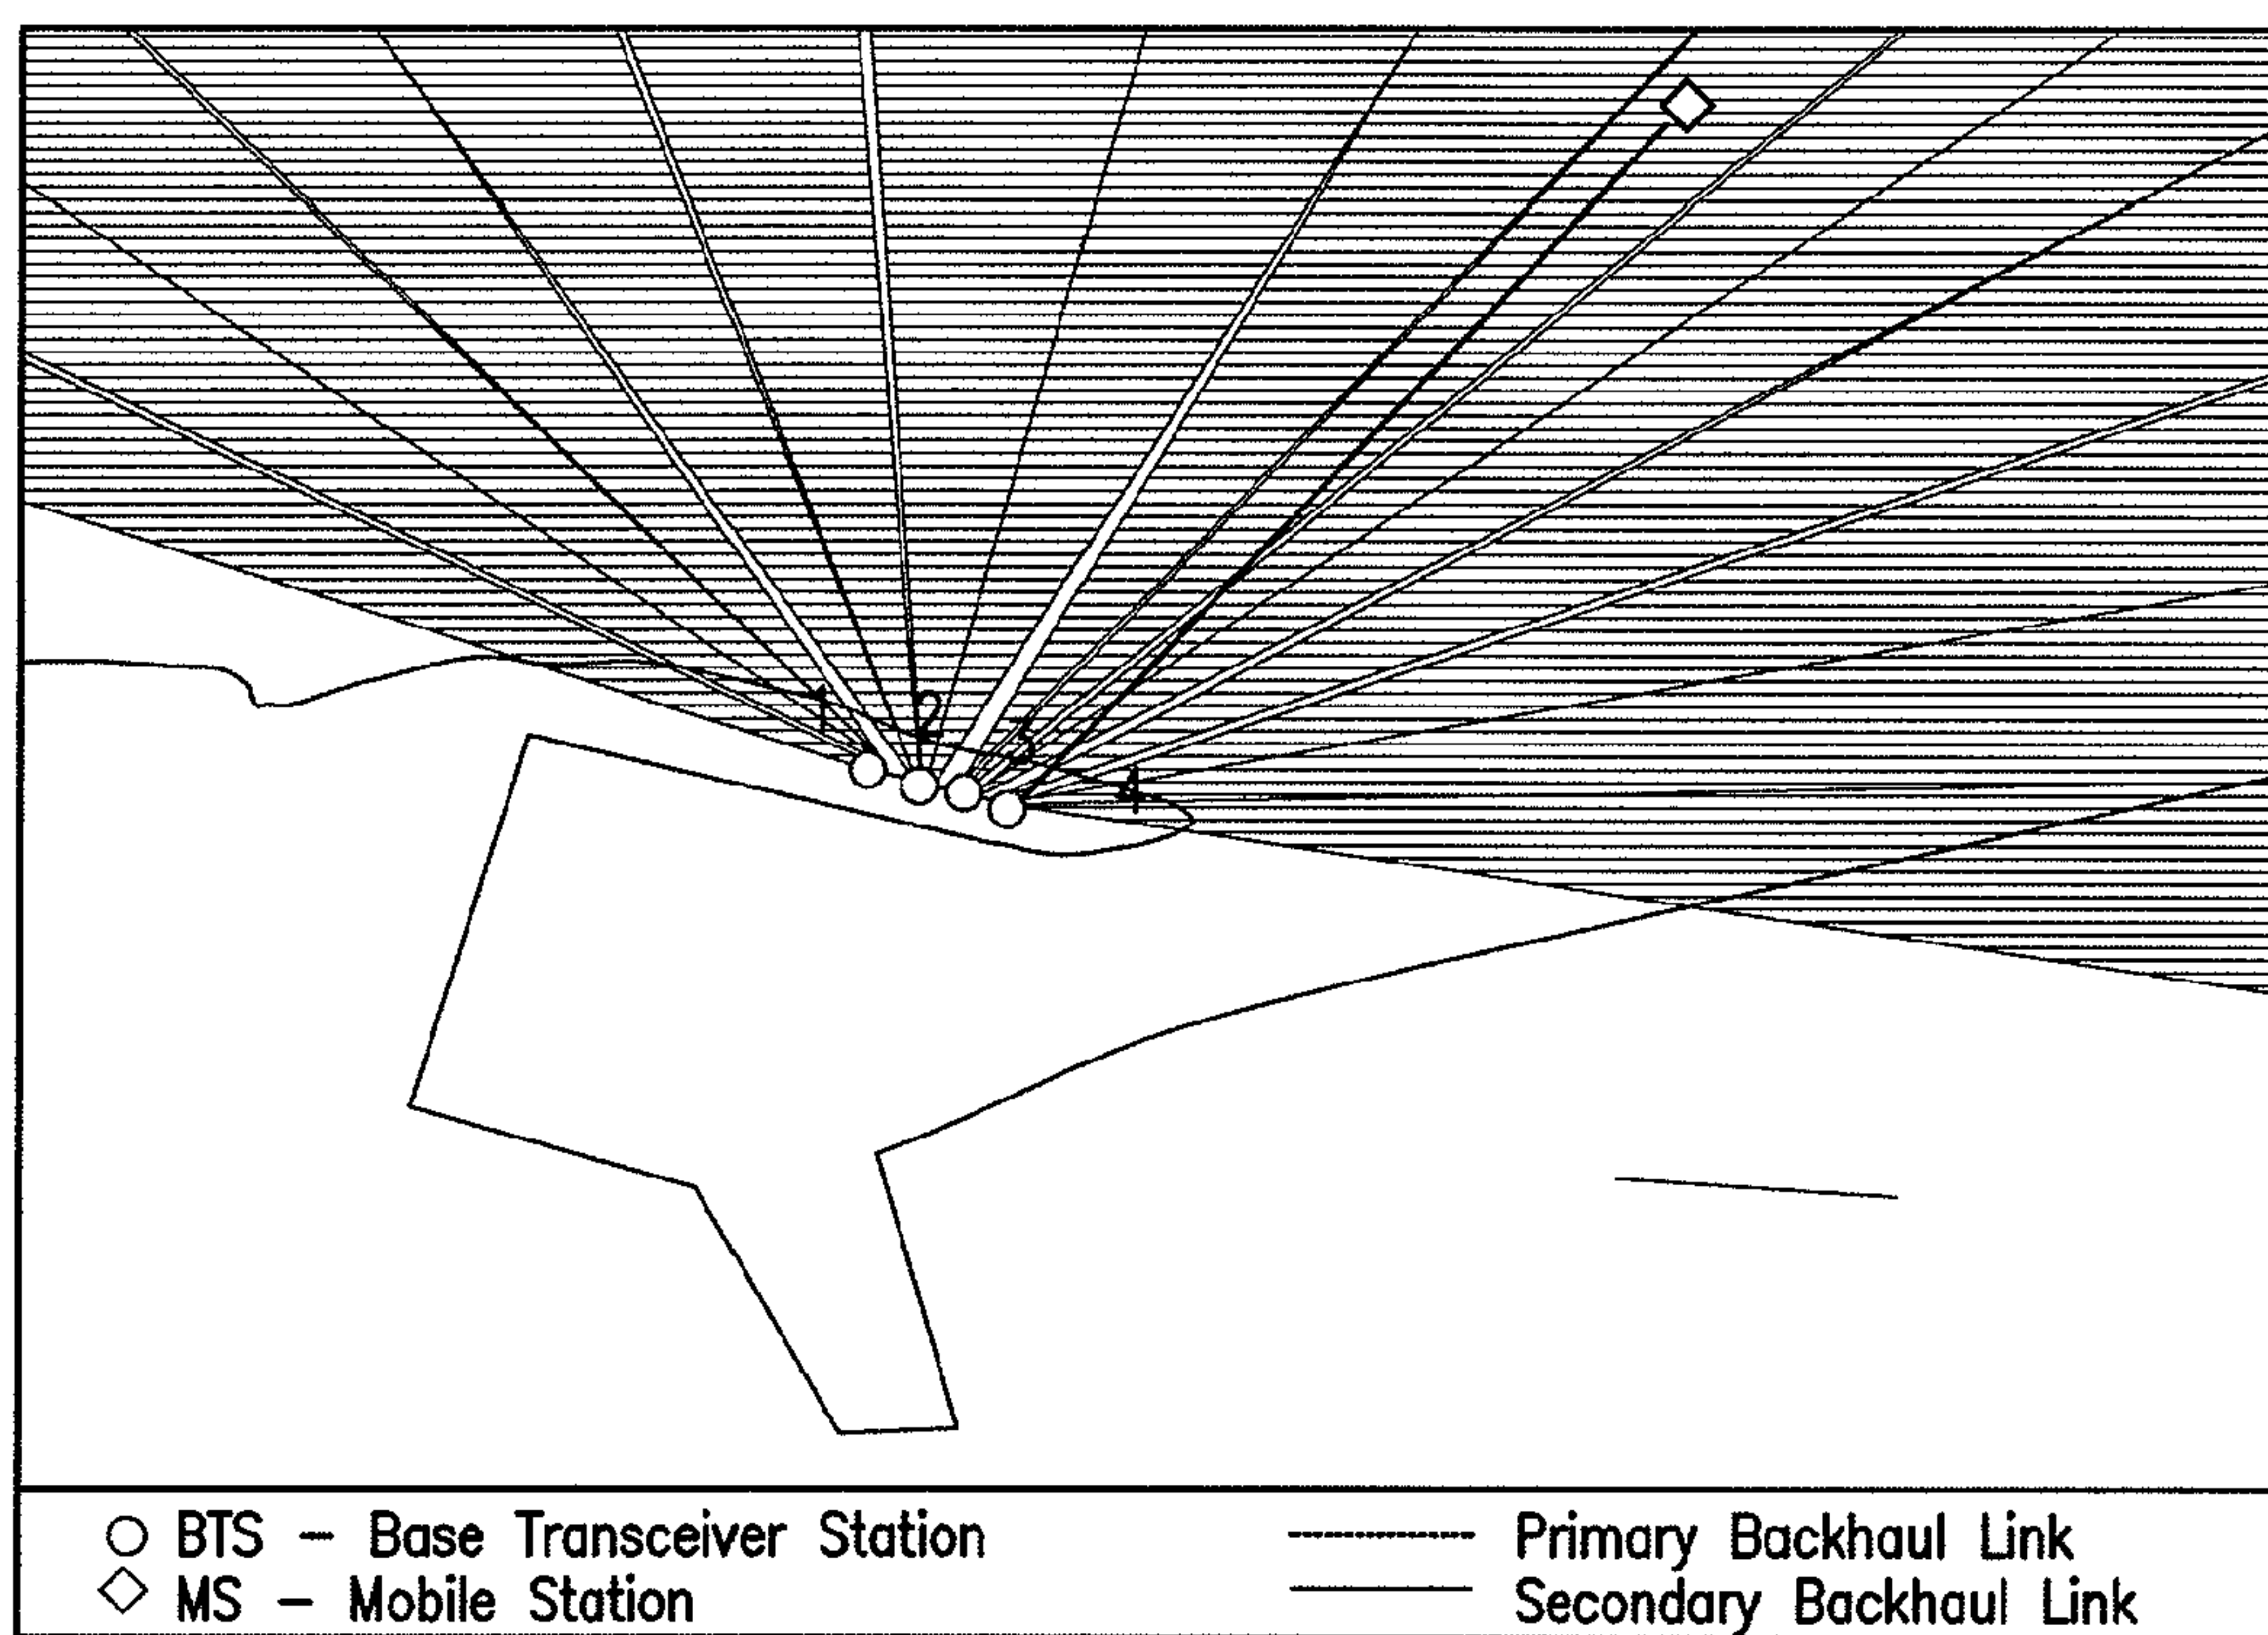 1
2
3
4
BTS – Base Transceiver Station
MS – Mobile Station
Primary Backhaul Link
Secondary Backhaul Link